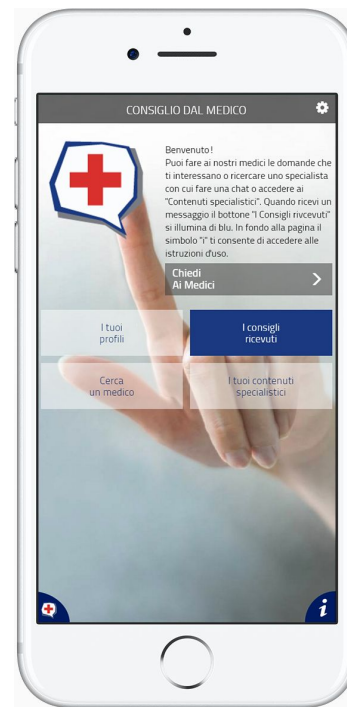 CONSIGLIO DAL MEDICO
Benvenuto!
Puoi fare ai nostri medici le domande che
ti interessano o ricercare uno specialista
con cui fare una chat o accedere ai
"Contenuti specialistici". Quando ricevi un
messaggio il bottone "I Consigli rivcevuti"
si illumina di blu. In fondo alla pagina il
simbolo "i" ti consente di accedere alle
istruzioni d'uso.
Chiedi
Ai Medici
I tuoi
profili
I consigli
ricevuti
Cerca
un medico
I tuoi contenuti
specialistici
i